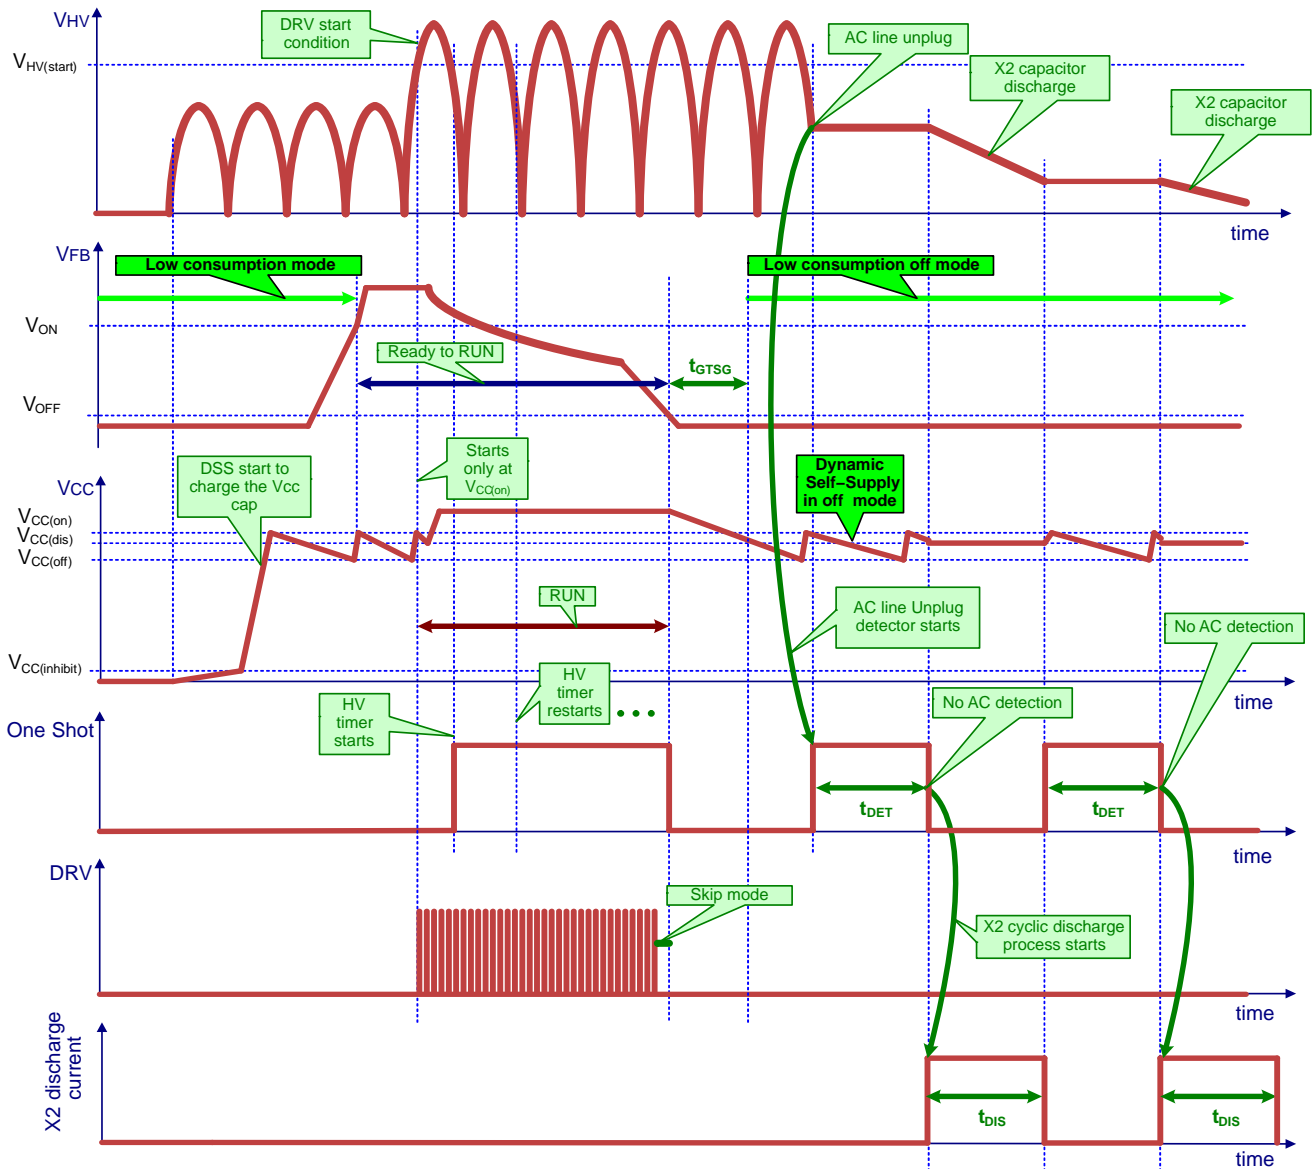 VHV
DRV start
condition
AC line unplug
VHV(start)
X2 capacitor
discharge
X2 capacitor
discharge
time
VFB
Low consumption mode
Low consumption off mode
VON
Ready to RUN
tGTSG
VOFF
Starts
only at
VCC(on)
DSS start to
charge the Vcc
cap
Dynamic
Self-Supply
in off mode
VCC
VCC(on)
VCC(dis)
VCC(off)
RUN
AC line Unplug
detector starts
No AC detection
VCC(inhibit)
time
HV
timer
restarts
HV
timer
starts
No AC detection
One Shot
tDET
tDET
time
DRV
Skip mode
X2 cyclic discharge
process starts
time
X2 discharge
current
tDIS
tDIS
time